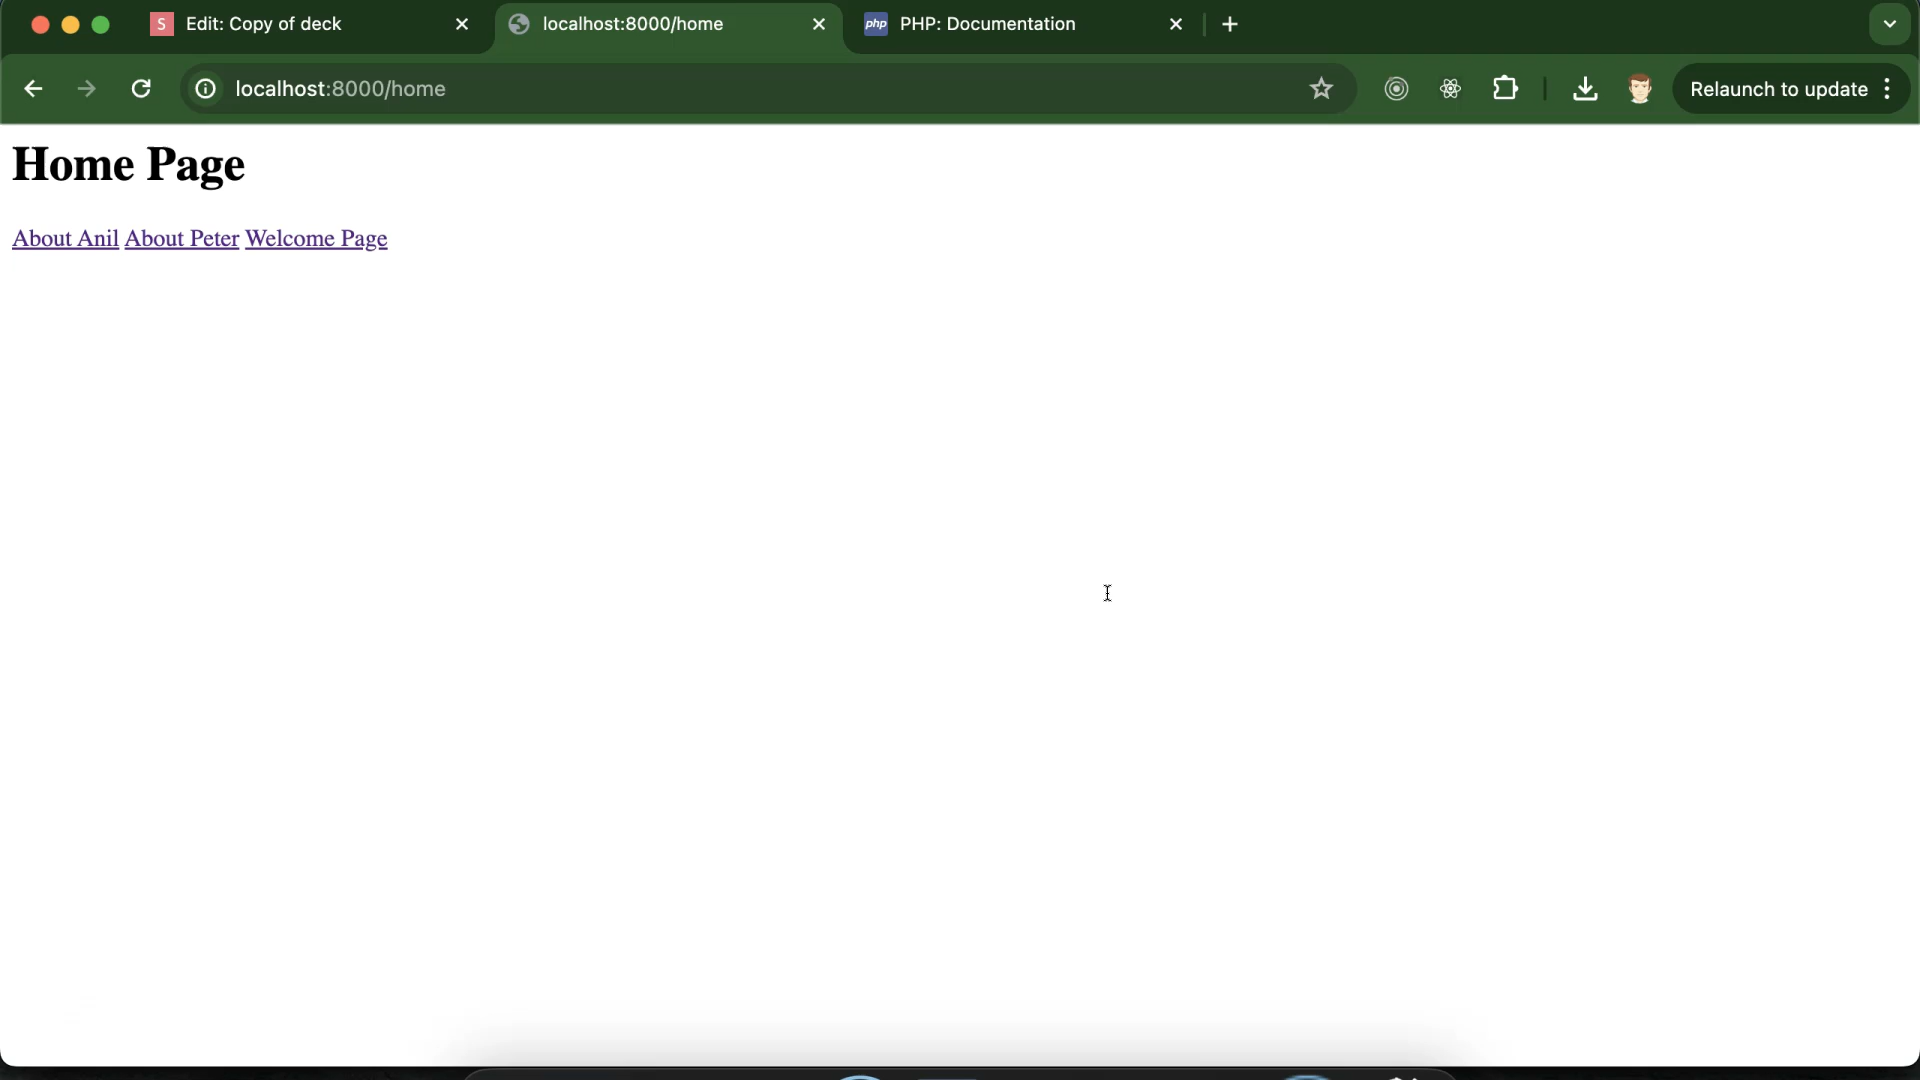 S Edit: Copy of deck localhost:8000/home php PHP: Documentation
localhost:8000/home Relaunch to update
Home Page
About Anil About Peter Welcome Page